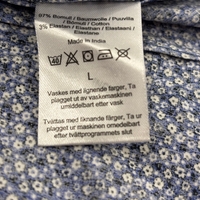 97% Bomull / Baumwolle / Puuvilla
/ Bomuld / Cotton
3% Elastan / Elasthan / Elastaani /
Elastane
Made in India
L
Vaskes med lignende farger, Ta
plagget ut av vaskemaskinen
umiddelbart etter vask
Tvättas med liknande färger, Ta
plagget ur maskinen omedelbart
efter tvättprogrammets slut